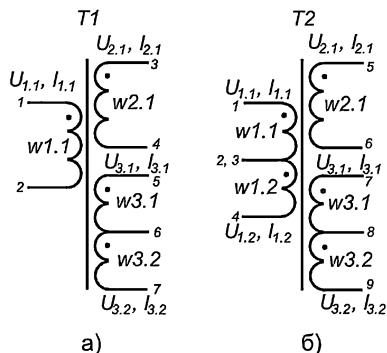 T1
U2.1, I2.1
3
U1.1, I1.1
1
w2.1
w1.1
4
U3.1, I3.1
5
2
w3.1
6
w3.2
7
U3.2, I3.2
а)
T2
U2.1, I2.1
5
U1.1, I1.1
1
w2.1
w1.1
6
2, 3
U3.1, I3.1
7
w1.2
w3.1
4
U1.2, I1.2
8
w3.2
9
U3.2, I3.2
б)